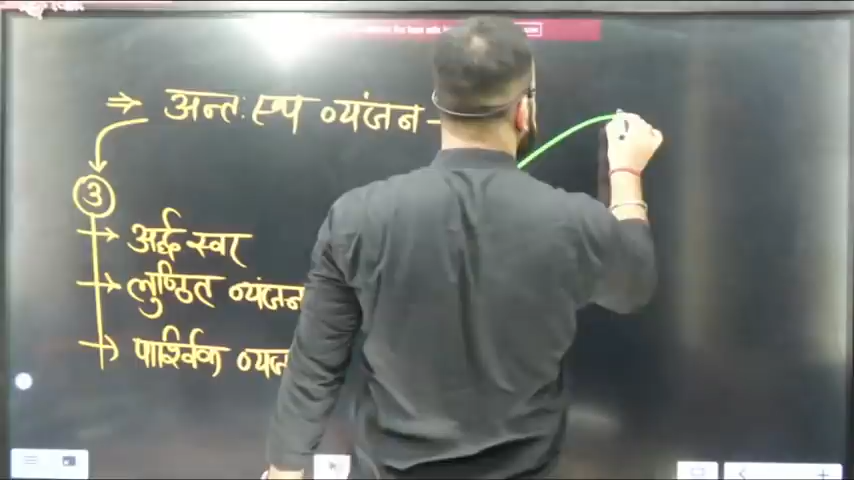 ⇒ अन्तः स्थ व्यंजन –
③
→ अर्द्ध स्वर
→ लुण्ठित व्यंजन
→ पार्श्विक व्यंज